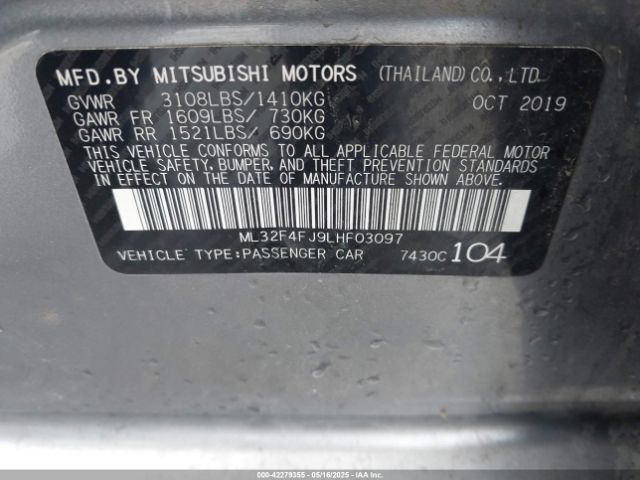 MFD.BY MITSUBISHI MOTORS (THAILAND) CO.,LTD
GVWR 3108LBS/1410KG OCT 2019
GAWR FR 1609LBS/ 730KG
GAWR RR 1521LBS/ 690KG
THIS VEHICLE CONFORMS TO ALL APPLICABLE FEDERAL MOTOR
VEHICLE SAFETY, BUMPER, AND THEFT PREVENTION STANDARDS
IN EFFECT ON THE DATE OF MANUFACTURE SHOWN ABOVE.
ML32F4FJ9LHF03097
VEHICLE TYPE:PASSENGER CAR 7430C 104
000-42279355 - 05/16/2025 - IAA Inc.